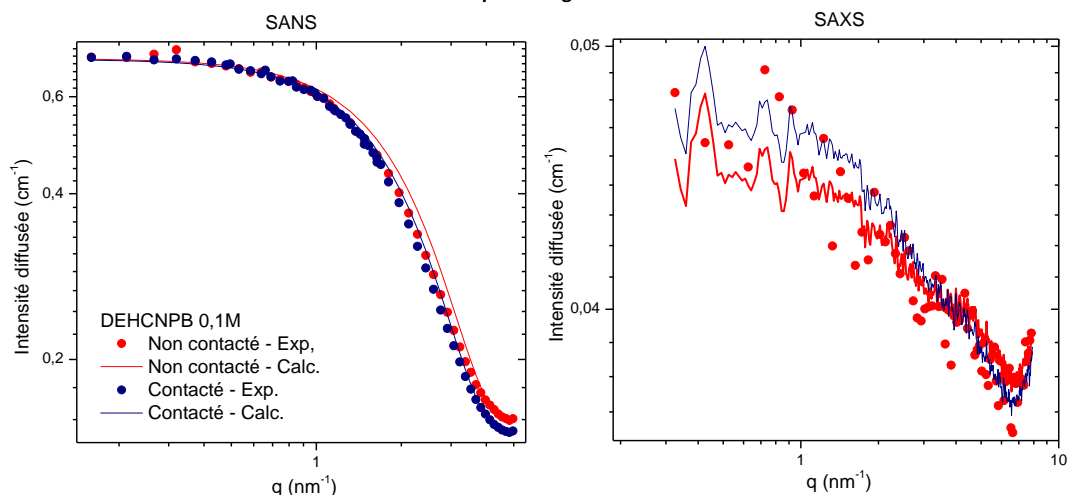 SANS
SAXS
Intensité diffusée (cm-1)
0,6
0,4
0,2
DEHCNPB 0,1M
Non contacté - Exp,
Non contacté - Calc.
Contacté - Exp.
Contacté - Calc.
1
q (nm-1)
Intensité diffusée (cm-1)
0,05
0,04
1
10
q (nm-1)